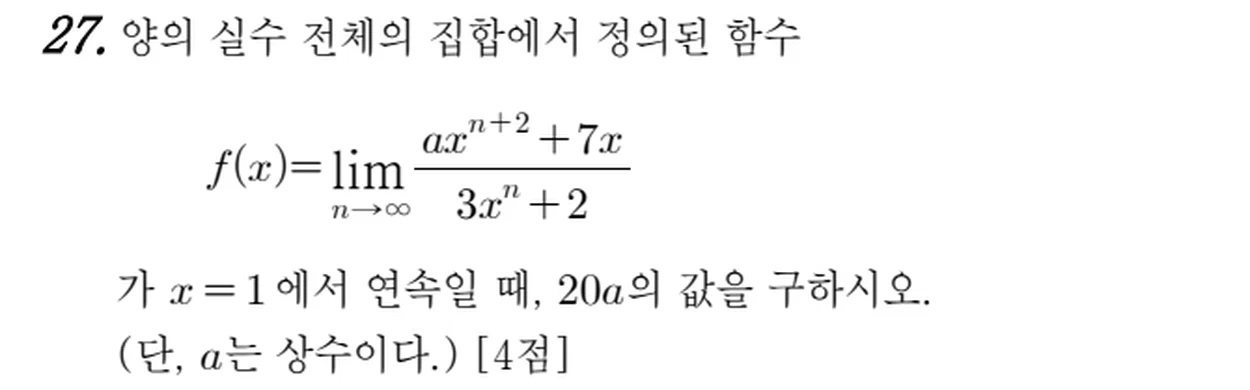 27. 양의 실수 전체의 집합에서 정의된 함수
f(x)=lim_{n→∞} \frac{ax^{n+2}+7x}{3x^n+2}
가 x=1에서 연속일 때, 20a의 값을 구하시오.
(단, a는 상수이다.) [4점]